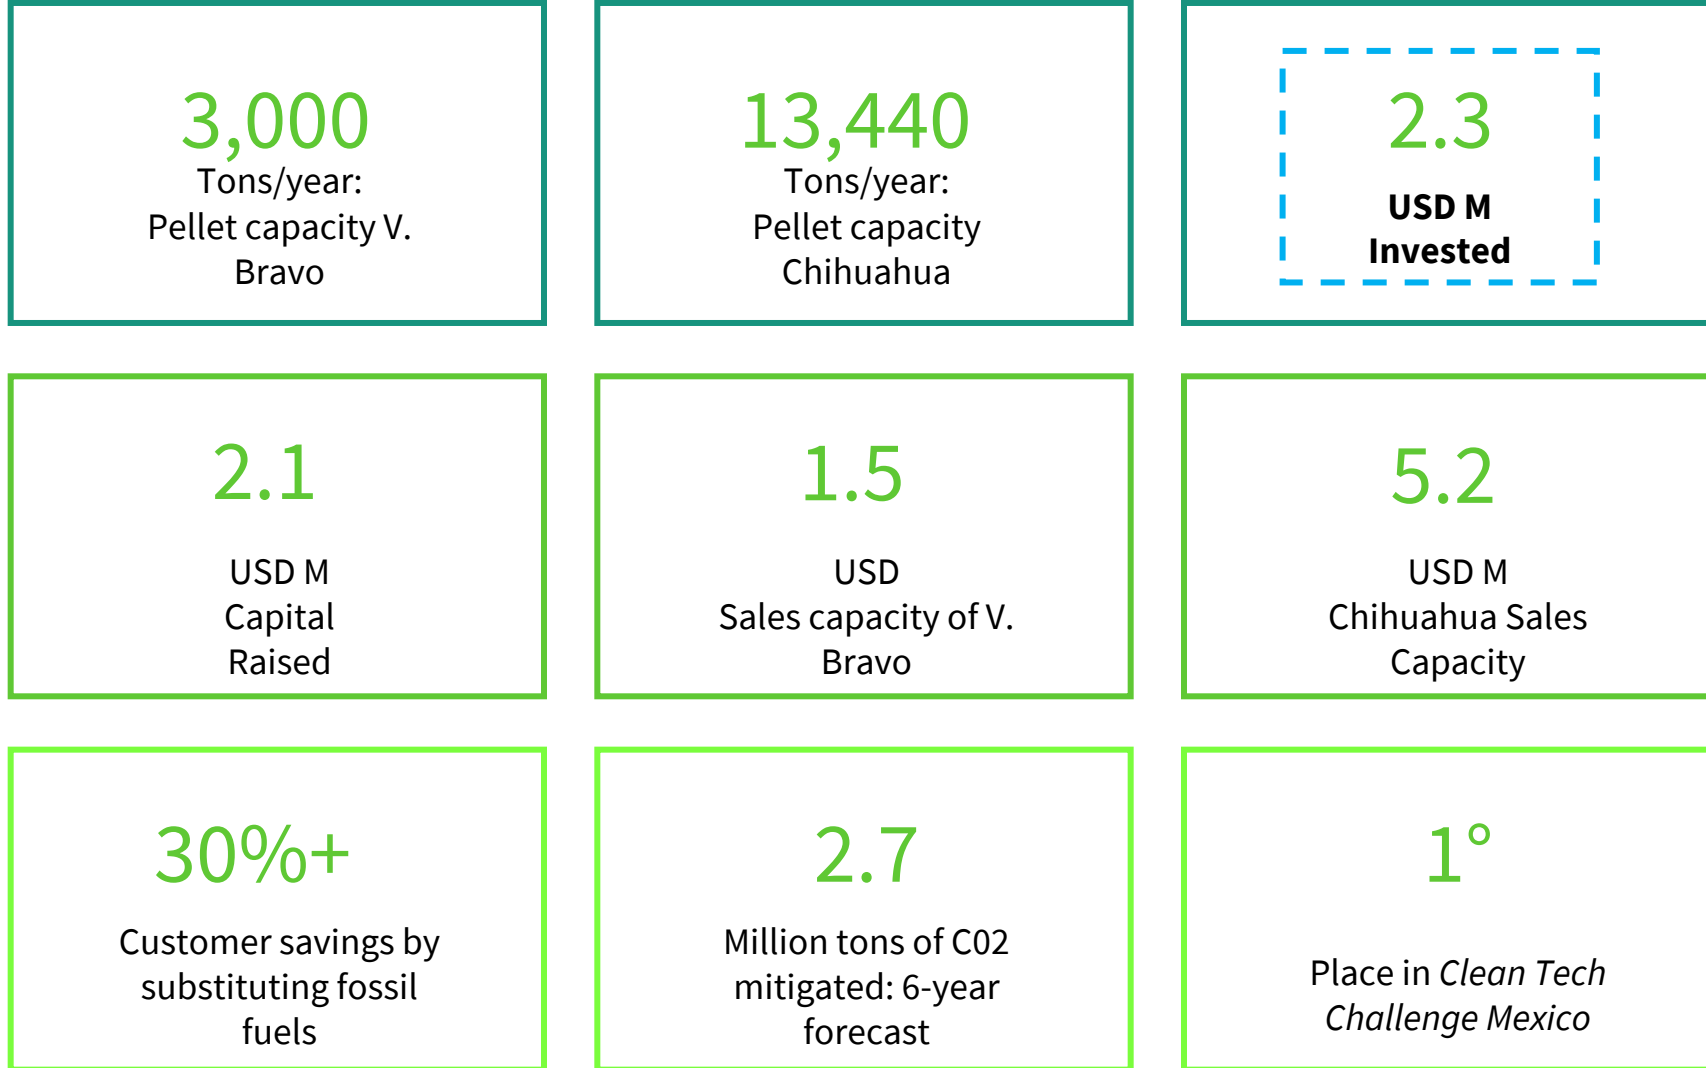 3,000
Tons/year:
Pellet capacity V.
Bravo
13,440
Tons/year:
Pellet capacity
Chihuahua
2.3
USD M
Invested
2.1
USD M
Capital
Raised
1.5
USD
Sales capacity of V.
Bravo
5.2
USD M
Chihuahua Sales
Capacity
30%+
Customer savings by
substituting fossil
fuels
2.7
Million tons of C02
mitigated: 6-year
forecast
1°
Place in Clean Tech
Challenge Mexico